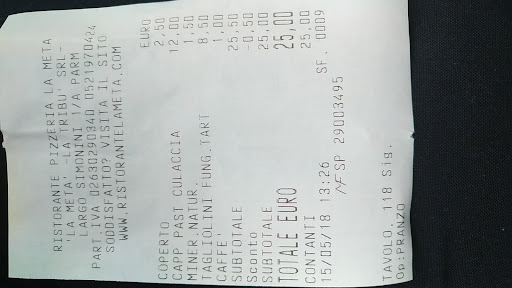 RISTORANTE PIZZERIA LA META
'LA META' -LA TRIBU' SRL-
LARGO SIMONINI 1/A PARM
PART.IVA 02630290340 0521970424
SODDISFATTO? VISITA IL SITO
WWW.RISTORANTELAMETA.COM
EURO
COPERTO 2,50
CAPP PAST CULACCIA 12,00
MINER NATUR. 1,50
TAGLIOLINI FUNG.TART 8,50
CAFFE' 1,00
SUBTOTALE 25,50
Sconto -0,50
SUBTOTALE 25,00
TOTALE EURO 25,00
CONTANTI 25,00
15/05/18 13:26 SF. 0009
MF SP 29003495
TAVOLO, 118 Sig.
Op:PRANZO